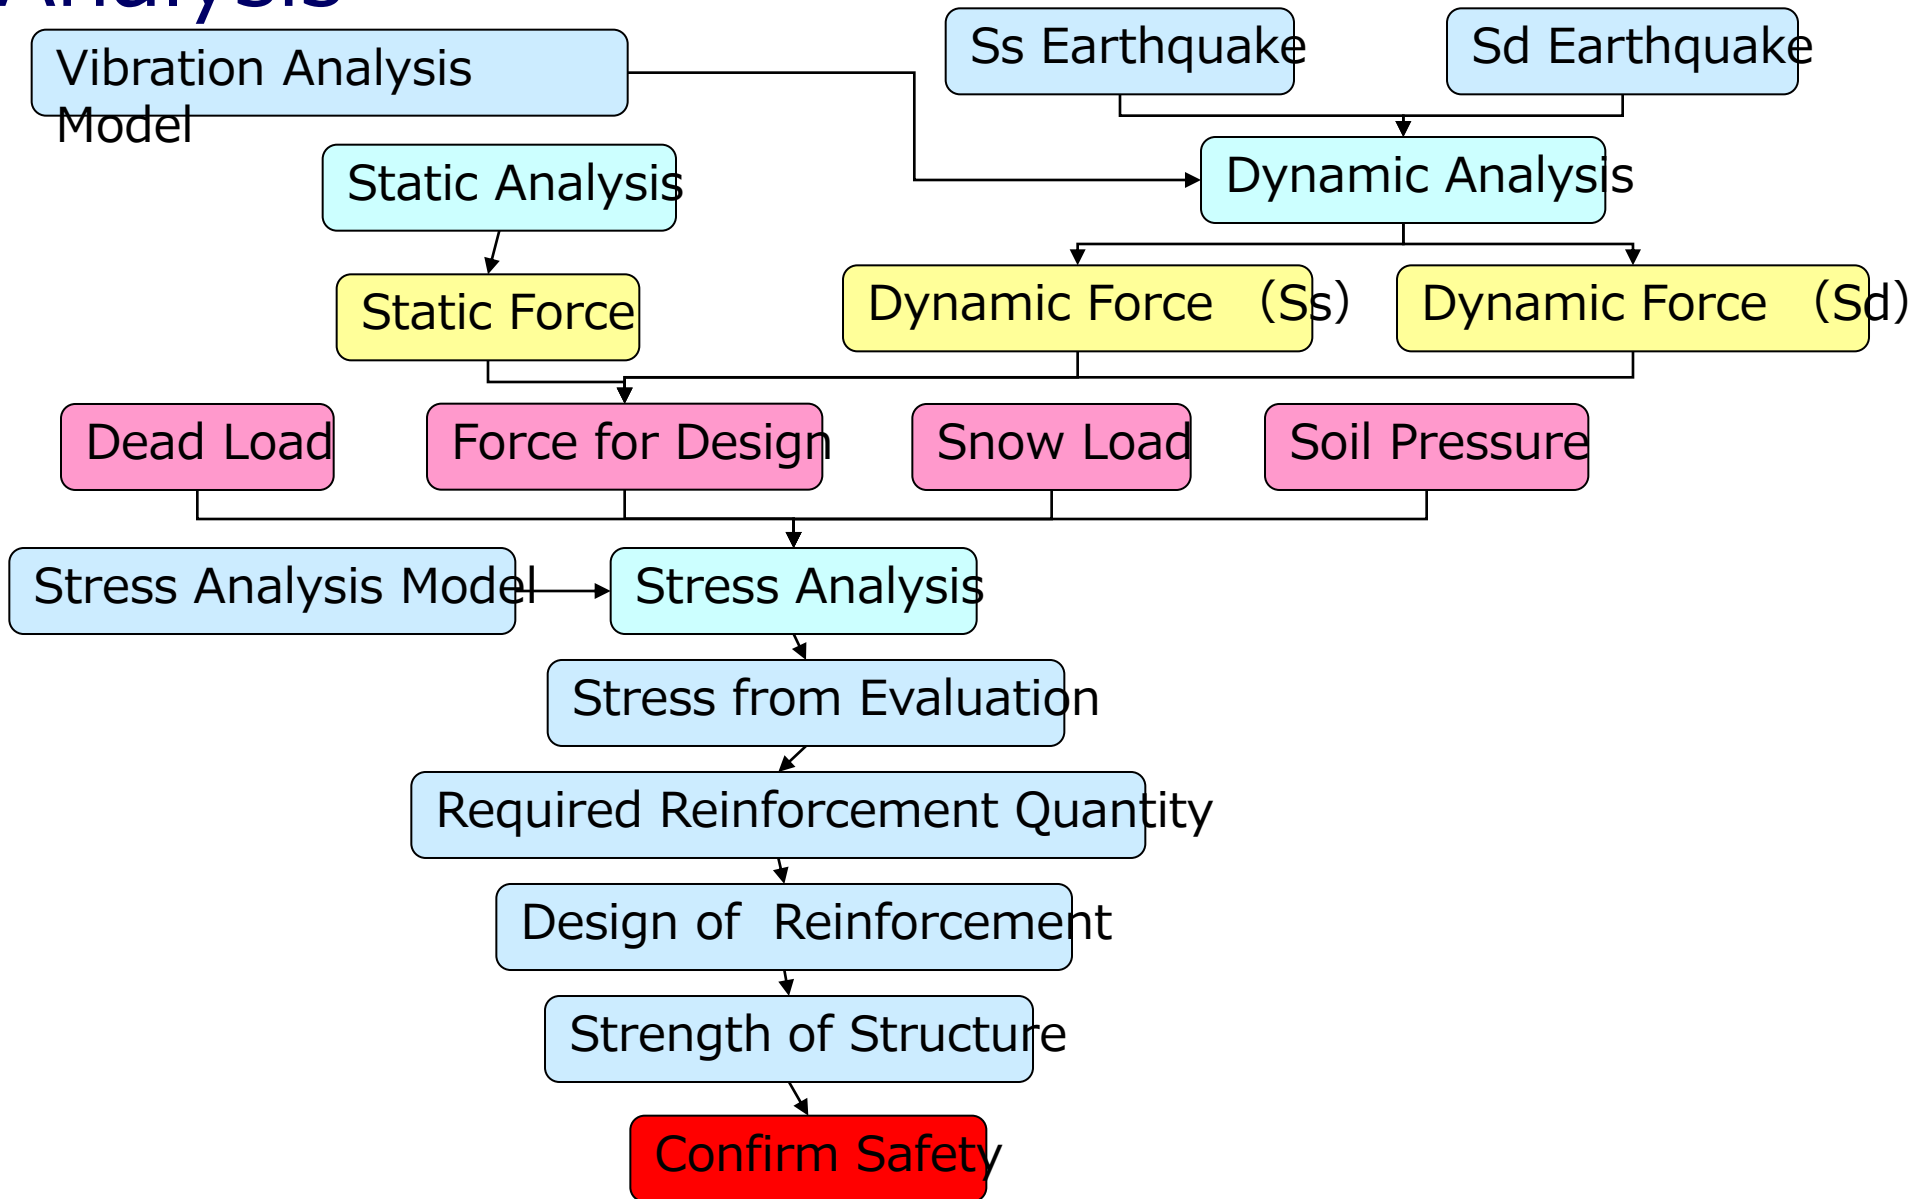 Analysis
Vibration Analysis
Model
Ss Earthquake
Sd Earthquake
Static Analysis
Dynamic Analysis
Static Force
Dynamic Force （Ss）
Dynamic Force （Sd）
Dead Load
Force for Design
Snow Load
Soil Pressure
Stress Analysis Model
Stress Analysis
Stress from Evaluation
Required Reinforcement Quantity
Design of  Reinforcement
Strength of Structure
Confirm Safety